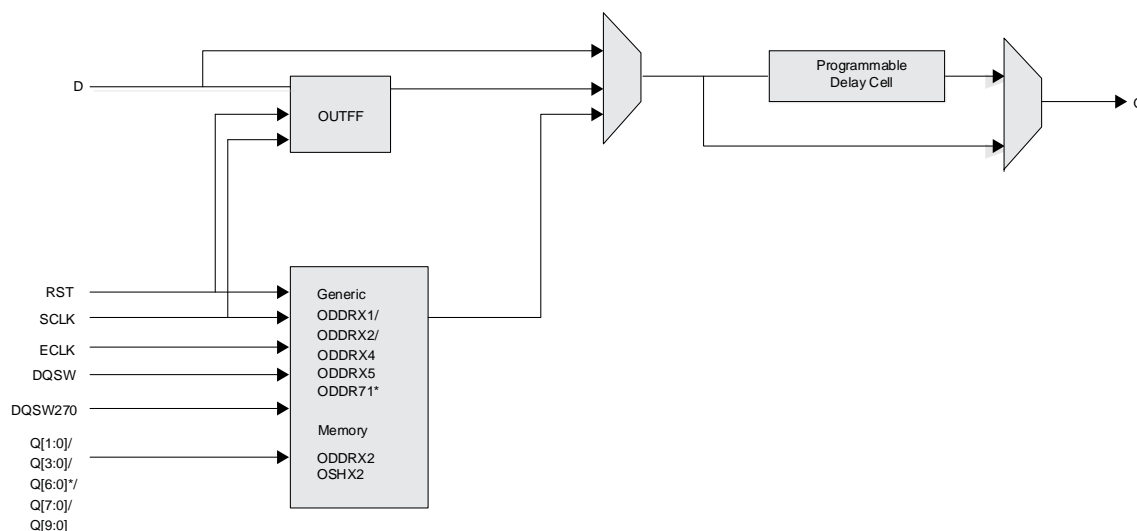 D
OUTFF
Programmable
Delay Cell
RST
SCLK
ECLK
DQSW
DQSW270
Q[1:0]/
Q[3:0]/
Q[6:0]*/
Q[7:0]/
Q[9:0]
Generic
ODDRX1/
ODDRX2/
ODDRX4
ODDRX5
ODDR71*
Memory
ODDRX2
OSHX2